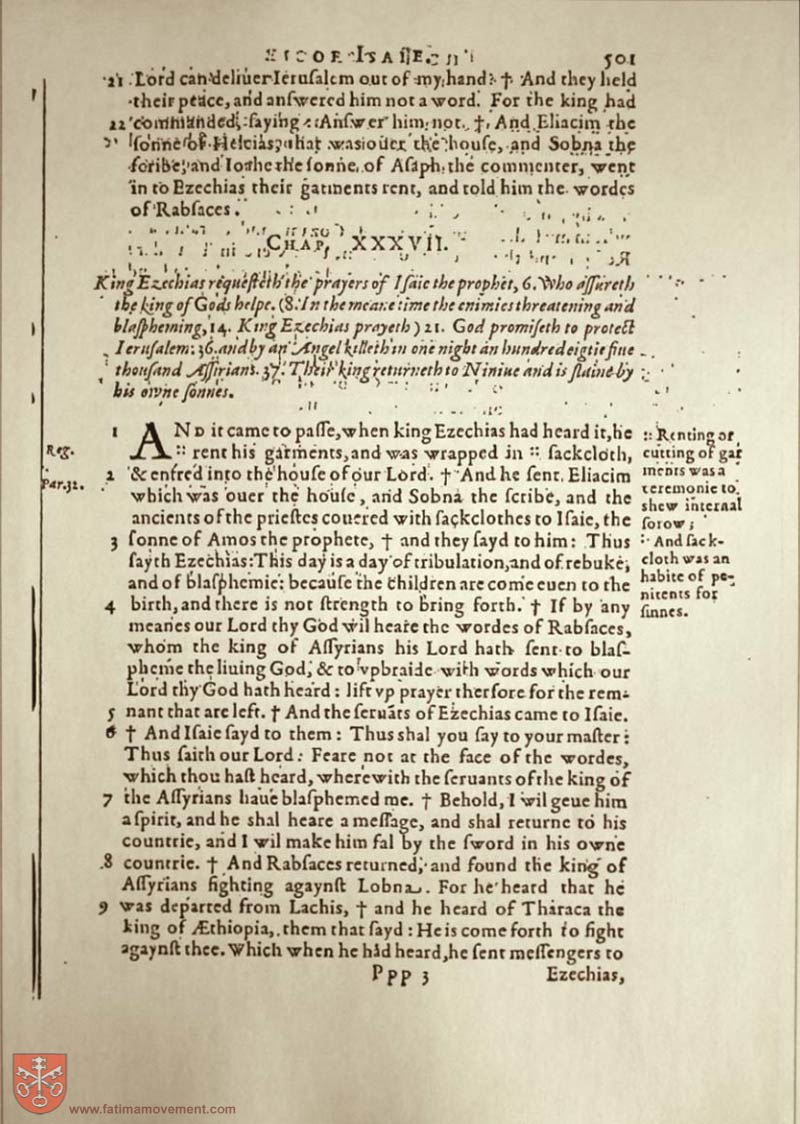 OF ISAIE. 501
21 Lord can deliuer Ierusalem out of my hand? † And they held
their peace, and anſwered him not a word. For the king had
22 commanded, ſaying: Anſwer him not. † And Eliacim the
ſonne of Helcias, that was ouer the houſe, and Sobna the
ſcribe, and Ioahe the ſonne of Aſaph the commenter, went
in to Ezechias their garments rent, and told him the wordes
of Rabſaces.
CHAP. XXXVII.
King Ezechias requeſteth the prayers of Iſaie the prophet, 6. Who aſſureth
the king of Gods helpe. (8. In the meane time the enimies threatening and
blaſpheming, 14. King Ezechias prayeth) 21. God promiſeth to protect
Ieruſalem: 36. and by an Angel killeth in one night an hundred eigtie fiue
thouſand Aſſirians. 37. Their king returneth to Niniue and is ſlaine by
his owne ſonnes.
1 AND it came to paſſe, when king Ezechias had heard it, he
rent his garments, and was wrapped in :: ſackcloth,
2 & entred into the houſe of our Lord. † And he ſent Eliacim
which was ouer the houſe, and Sobna the ſcribe, and the
ancients of the prieſtes couered with ſackclothes to Iſaie, the
3 ſonne of Amos the prophete, † and they ſayd to him: Thus
ſayth Ezechias: This day is a day of tribulation, and of rebuke,
and of blaſphemie: becauſe the children are come euen to the
4 birth, and there is not ſtrength to bring forth. † If by any
meanes our Lord thy God wil heare the wordes of Rabſaces,
whom the king of Aſſyrians his Lord hath ſent to blaſ-
pheme the liuing God, & to vpbraide with words which our
Lord thy God hath heard: lift vp prayer therfore for the rem-
5 nant that are left. † And the ſeruãts of Ezechias came to Iſaie.
6 † And Iſaie ſayd to them: Thus shal you ſay to your maſter:
Thus ſaith our Lord: Feare not at the face of the wordes,
which thou haſt heard, wherewith the ſeruants of the king of
7 the Aſſyrians haue blaſphemed me. † Behold, I wil geue him
a ſpirit, and he shal heare a meſſage, and shal returne to his
countrie, and I wil make him fal by the ſword in his owne
8 countrie. † And Rabſaces returned, and found the king of
Aſſyrians fighting agaynſt Lobna. For he heard that he
9 was departed from Lachis, † and he heard of Tharaca the
king of Æthiopia, them that ſayd: He is come forth to fight
agaynſt thee. Which when he had heard, he ſent meſſengers to
Ppp 3 Ezechias,
Reg.
Par. 32.
:: Renting or
cutting of gar
ments was a
ceremonie to
shew internal
ſorow;
:: And ſack-
cloth was an
habite of pe-
nitents for
ſinnes.
www.fatimamovement.com